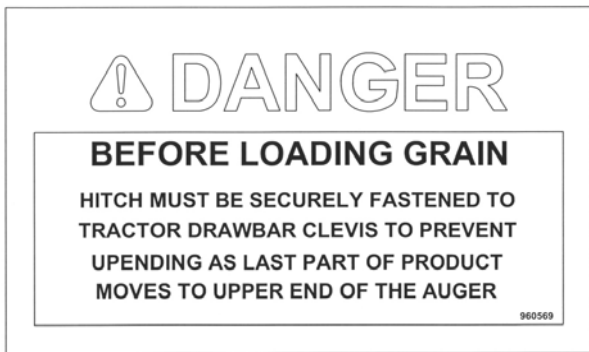 DANGER
BEFORE LOADING GRAIN
HITCH MUST BE SECURELY FASTENED TO
TRACTOR DRAWBAR CLEVIS TO PREVENT
UPENDING AS LAST PART OF PRODUCT
MOVES TO UPPER END OF THE AUGER
960569